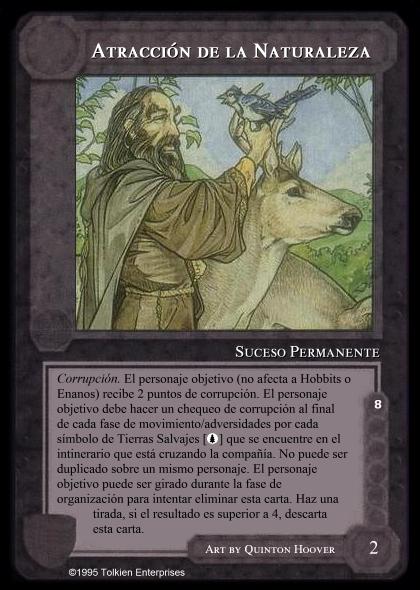 ATRACCIÓN DE LA NATURALEZA
SUCESO PERMANENTE
Corrupción. El personaje objetivo (no afecta a Hobbits o
Enanos) recibe 2 puntos de corrupción. El personaje
objetivo debe hacer un chequeo de corrupción al final
de cada fase de movimiento/adversidades por cada
símbolo de Tierras Salvajes [ ] que se encuentre en el
intinerario que está cruzando la compañía. No puede ser
duplicado sobre un mismo personaje. El personaje
objetivo puede ser girado durante la fase de
organización para intentar eliminar esta carta. Haz una
tirada, si el resultado es superior a 4, descarta
esta carta.
8
ART BY QUINTON HOOVER
2
©1995 Tolkien Enterprises